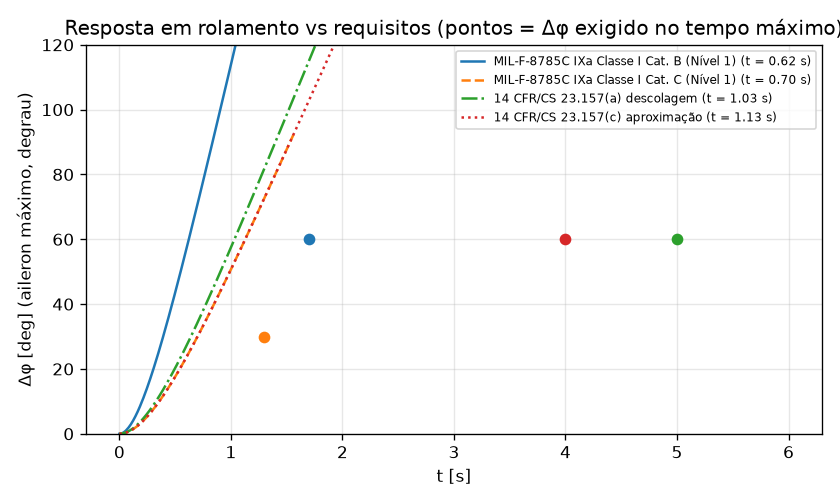 Resposta em rolamento vs requisitos (pontos = Δφ exigido no tempo máximo)
MIL-F-8785C IXa Classe I Cat. B (Nível 1) (t = 0.62 s)
MIL-F-8785C IXa Classe I Cat. C (Nível 1) (t = 0.70 s)
14 CFR/CS 23.157(a) descolagem (t = 1.03 s)
14 CFR/CS 23.157(c) aproximação (t = 1.13 s)
Δφ [deg] (aileron máximo, degrau)
120
100
80
60
40
20
0
0 1 2 3 4 5 6
t [s]